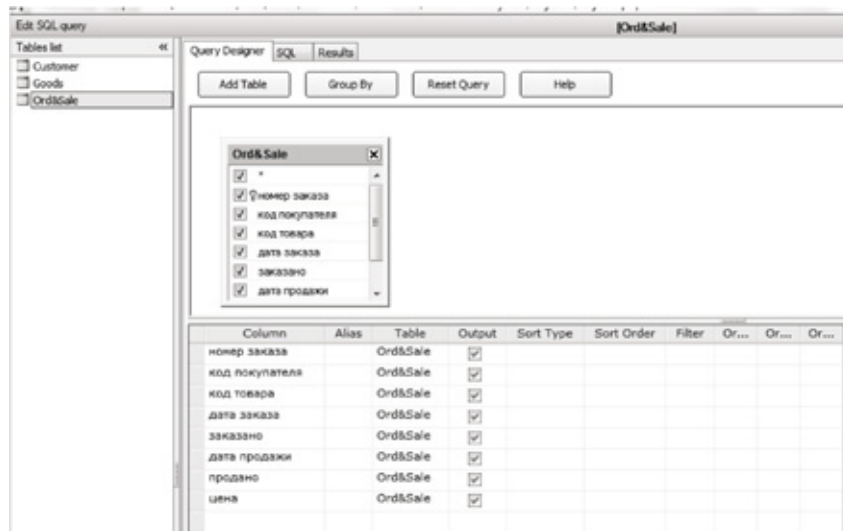 Edit SQL query
[Ord&Sale]
Tables list «
Customer
Goods
Ord&Sale
Query Designer SQL Results
Add Table Group By Reset Query Help
Ord&Sale
*
номер заказа
код покупателя
код товара
дата заказа
заказано
дата продажи
Column Alias Table Output Sort Type Sort Order Filter Or... Or... Or...
номер заказа Ord&Sale
код покупателя Ord&Sale
код товара Ord&Sale
дата заказа Ord&Sale
заказано Ord&Sale
дата продажи Ord&Sale
продано Ord&Sale
цена Ord&Sale